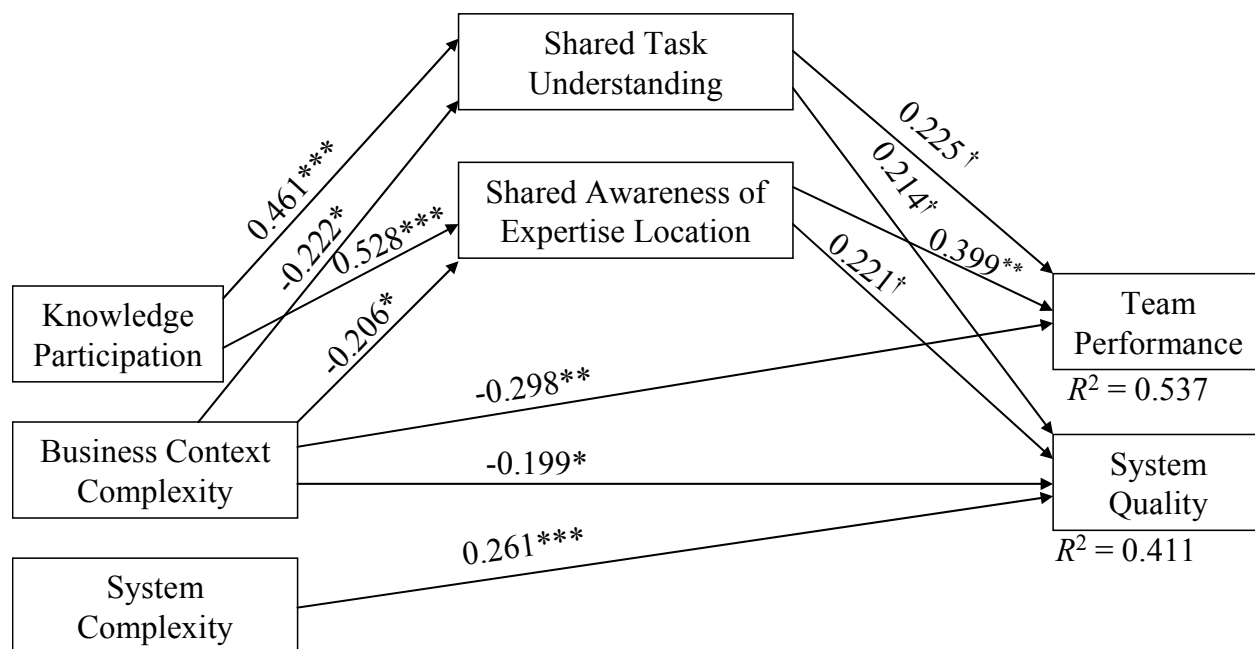 Shared Task
Understanding
0.461***
-0.222*
0.225 †
0.214†
Shared Awareness of
Expertise Location
0.528***
-0.206*
0.399**
0.221†
Knowledge
Participation
Team
Performance
R² = 0.537
-0.298**
Business Context
Complexity
-0.199*
System
Quality
R² = 0.411
0.261***
System
Complexity